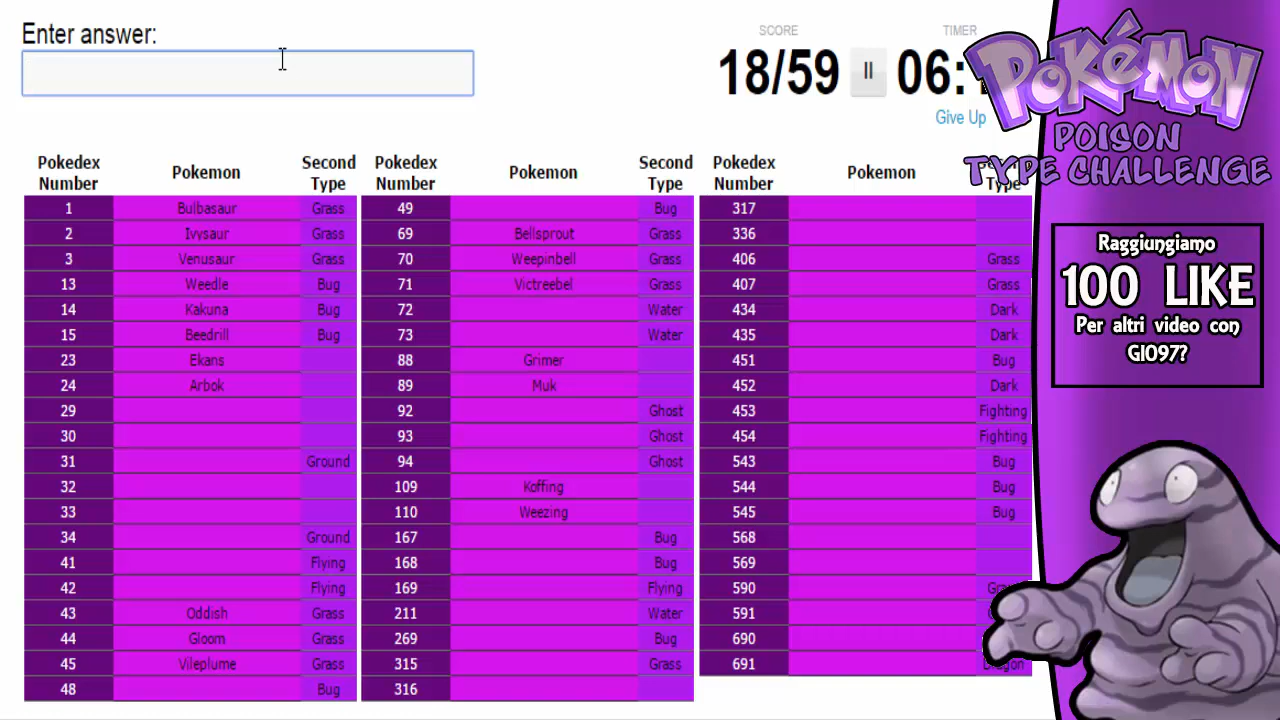 Enter answer:
SCORE
TIMER
18/59
II
06:
Give Up
Pokémon
POISON
TYPE CHALLENGE
Raggiungiamo
100 LIKE
Per altri video con
GIO97?
Pokedex Number Pokemon Second Type
1 Bulbasaur Grass
2 Ivysaur Grass
3 Venusaur Grass
13 Weedle Bug
14 Kakuna Bug
15 Beedrill Bug
23 Ekans
24 Arbok
29
30
31 Ground
32
33
34 Ground
41 Flying
42 Flying
43 Oddish Grass
44 Gloom Grass
45 Vileplume Grass
48 Bug
Pokedex Number Pokemon Second Type
49 Bug
69 Bellsprout Grass
70 Weepinbell Grass
71 Victreebel Grass
72 Water
73 Water
88 Grimer
89 Muk
92 Ghost
93 Ghost
94 Ghost
109 Koffing
110 Weezing
167 Bug
168 Bug
169 Flying
211 Water
269 Bug
315 Grass
316
Pokedex Number Pokemon Type
317
336
406 Grass
407 Grass
434 Dark
435 Dark
451 Bug
452 Dark
453 Fighting
454 Fighting
543 Bug
544 Bug
545 Bug
568
569
590
591
690
691 Dragon